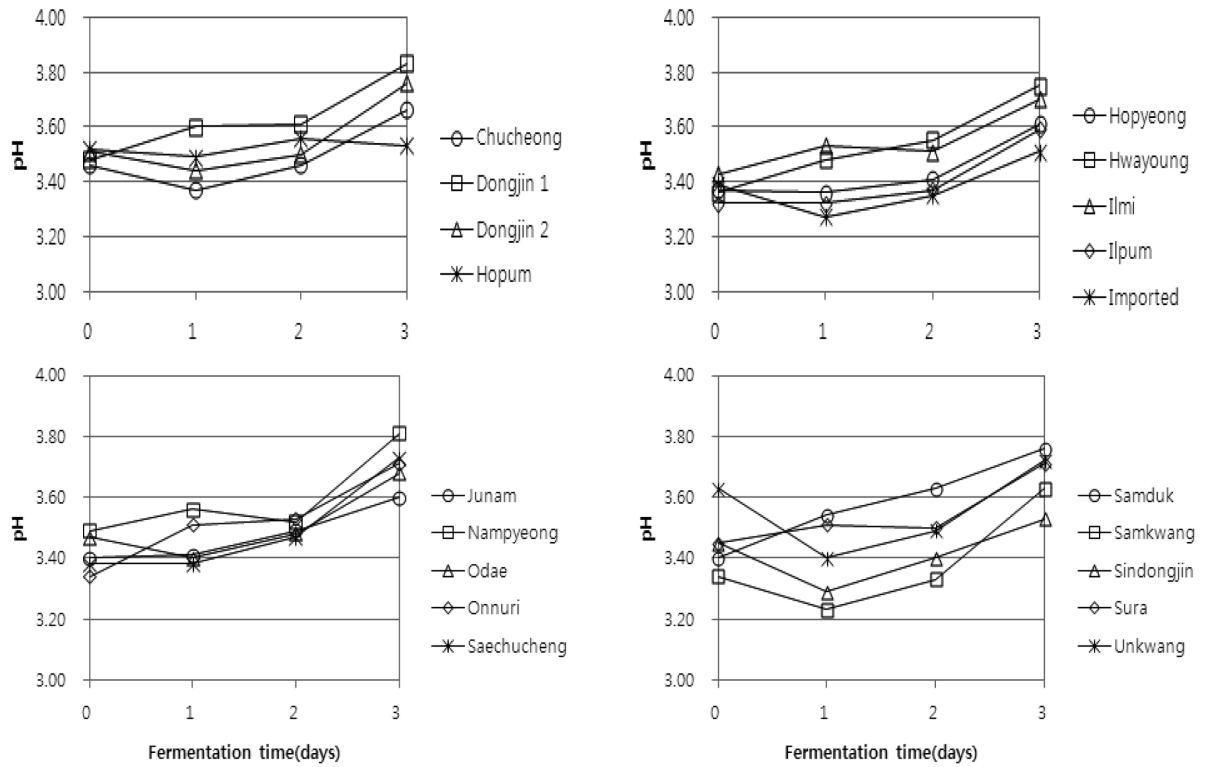 4.00
3.80
3.60
3.40
3.20
3.00
pH
0 1 2 3
Chucheong
Dongjin 1
Dongjin 2
Hopum
4.00
3.80
3.60
3.40
3.20
3.00
pH
0 1 2 3
Hopyeong
Hwayoung
Ilmi
Ilpum
Imported
4.00
3.80
3.60
3.40
3.20
3.00
pH
0 1 2 3
Fermentation time(days)
Junam
Nampyeong
Odae
Onnuri
Saechucheng
4.00
3.80
3.60
3.40
3.20
3.00
pH
0 1 2 3
Fermentation time(days)
Samduk
Samkwang
Sindongjin
Sura
Unkwang